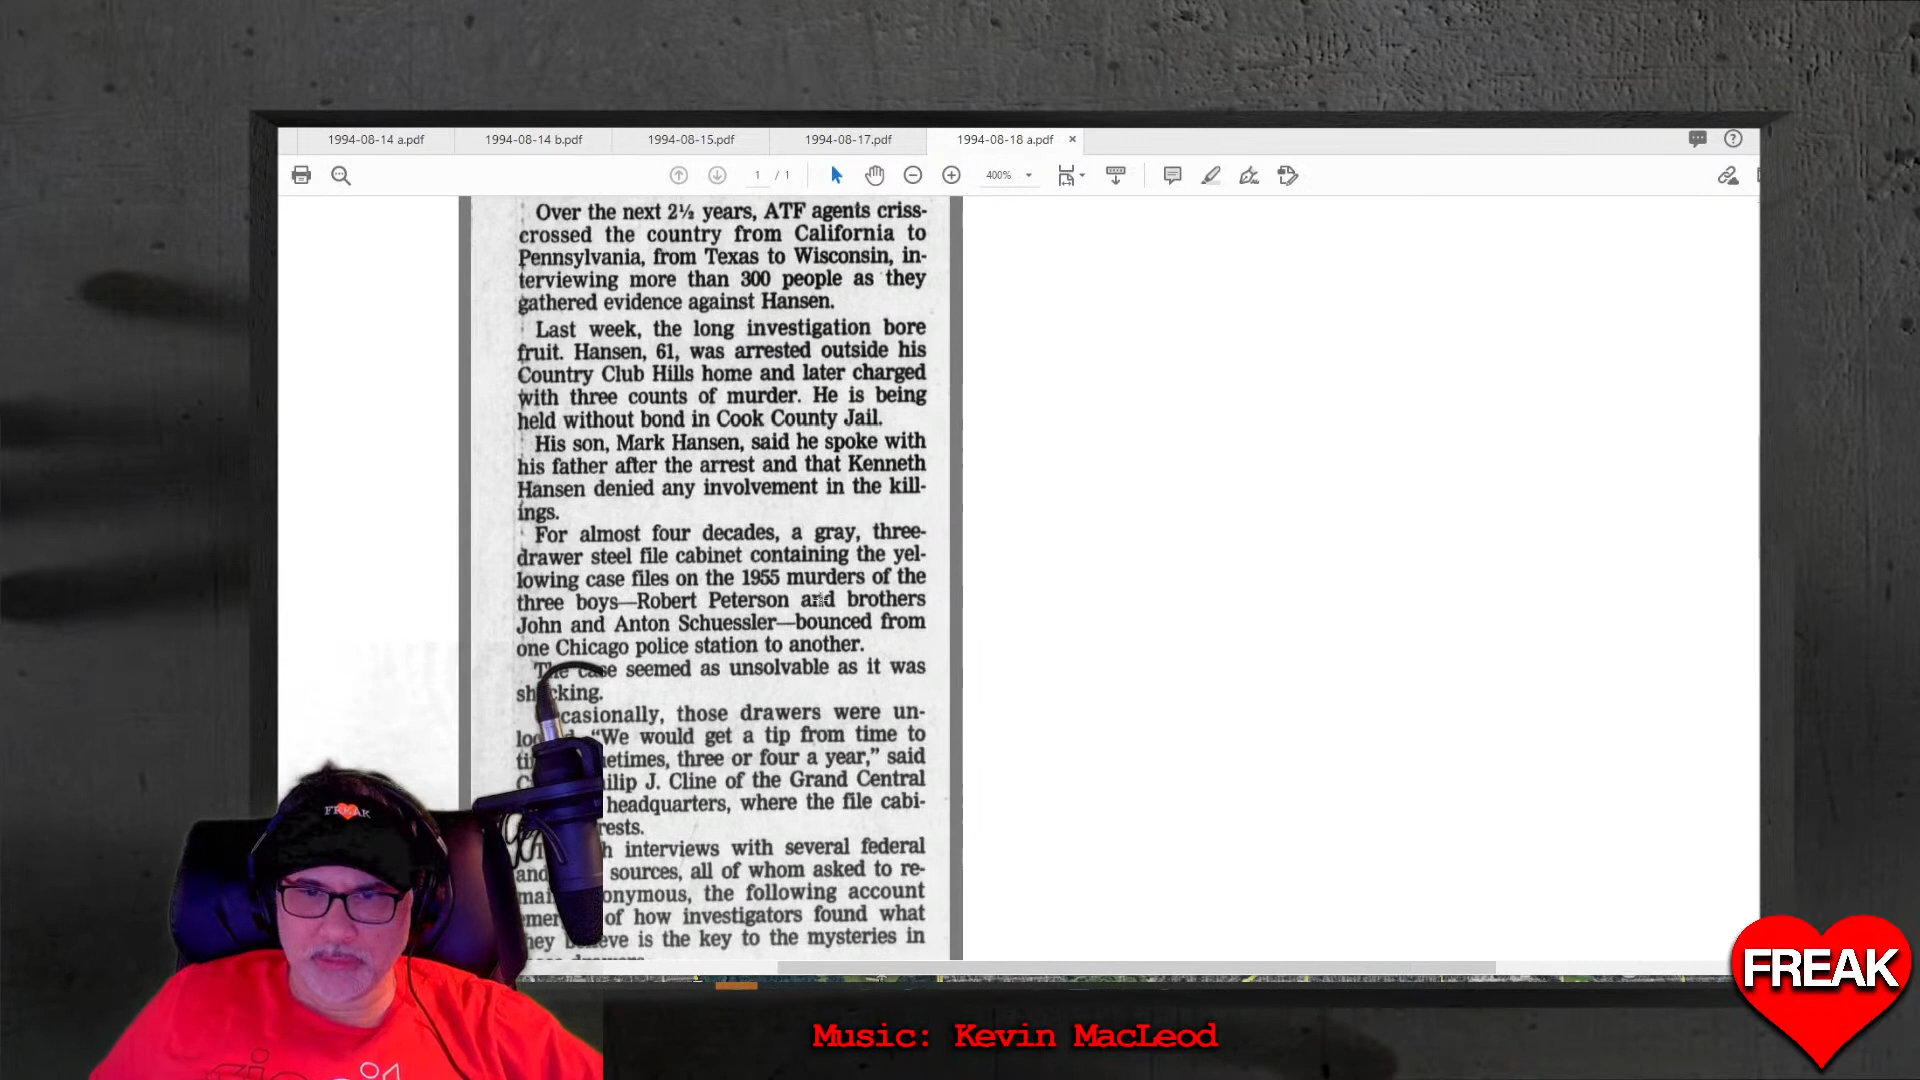 1994-08-14 a.pdf
1994-08-14 b.pdf
1994-08-15.pdf
1994-08-17.pdf
1994-08-18 a.pdf
1 / 1
400%
Over the next 2½ years, ATF agents criss-
crossed the country from California to
Pennsylvania, from Texas to Wisconsin, in-
terviewing more than 300 people as they
gathered evidence against Hansen.
Last week, the long investigation bore
fruit. Hansen, 61, was arrested outside his
Country Club Hills home and later charged
with three counts of murder. He is being
held without bond in Cook County Jail.
His son, Mark Hansen, said he spoke with
his father after the arrest and that Kenneth
Hansen denied any involvement in the kill-
ings.
For almost four decades, a gray, three-
drawer steel file cabinet containing the yel-
lowing case files on the 1955 murders of the
three boys—Robert Peterson and brothers
John and Anton Schuessler—bounced from
one Chicago police station to another.
The case seemed as unsolvable as it was
shocking.
casionally, those drawers were un-
"We would get a tip from time to
etimes, three or four a year," said
ilip J. Cline of the Grand Central
headquarters, where the file cabi-
rests.
h interviews with several federal
and sources, all of whom asked to re-
onymous, the following account
of how investigators found what
they believe is the key to the mysteries in
FREAK
FREAK
Music: Kevin MacLeod